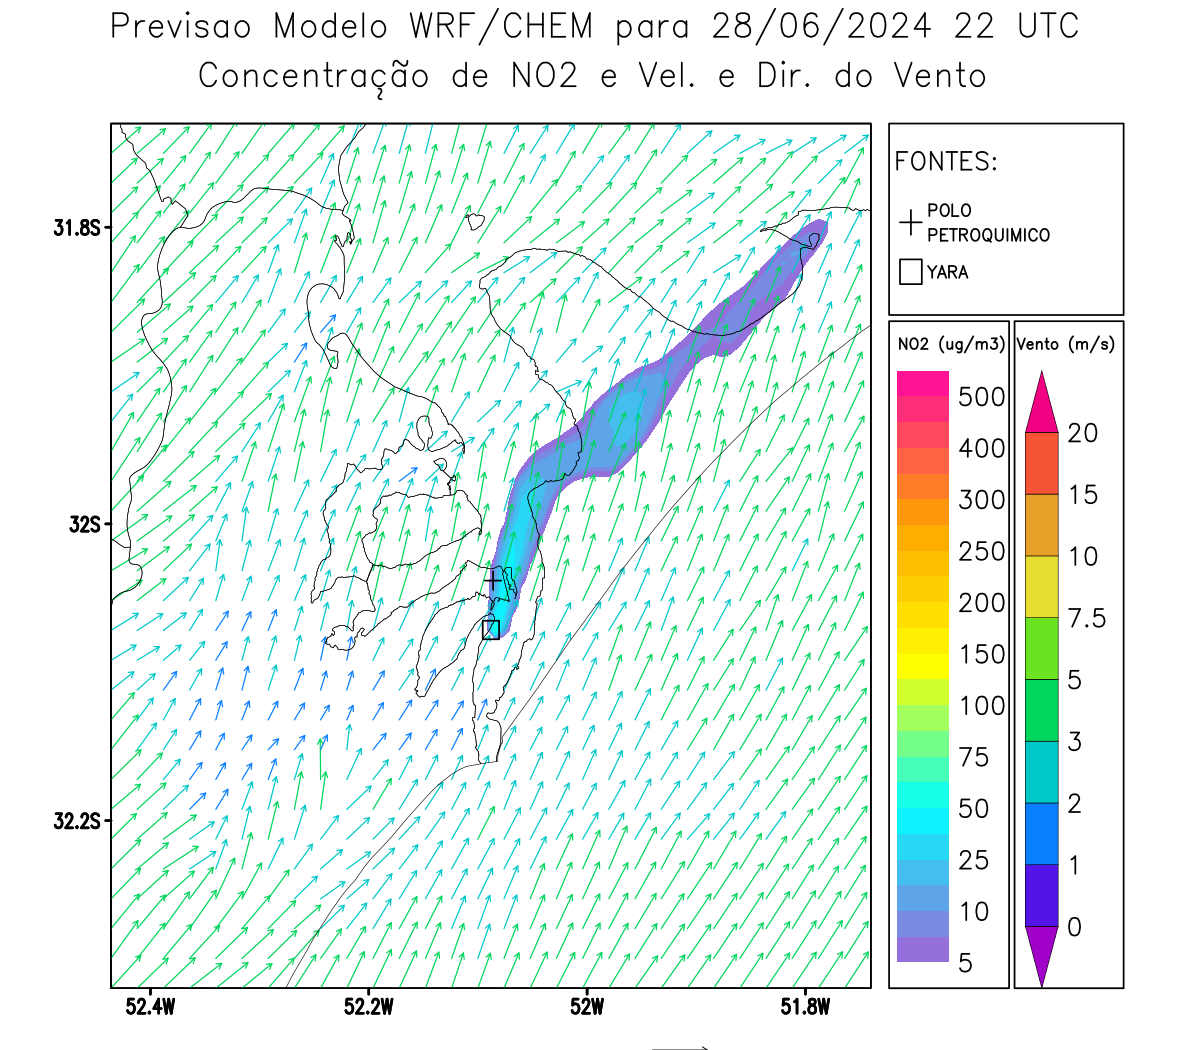 Previsao Modelo WRF/CHEM para 28/06/2024 22 UTC
Concentração de NO2 e Vel. e Dir. do Vento
FONTES:
POLO
PETROQUIMICO
YARA
31.8S
32S
32.2S
52.4W
52.2W
52W
51.8W
NO2 (ug/m3)
500
400
300
250
200
150
100
75
50
25
10
5
Vento (m/s)
20
15
10
7.5
5
3
2
1
0